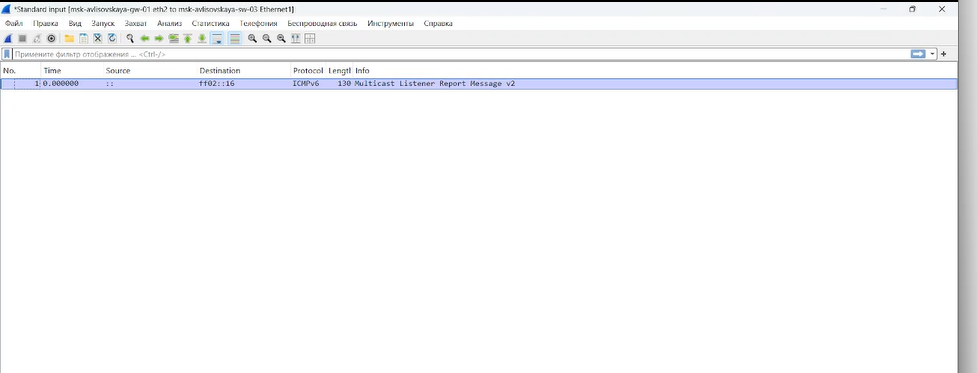 *Standard input [msk-avlisovskaya-gw-01 eth2 to msk-avlisovskaya-sw-03 Ethernet1]
Файл Правка Вид Запуск Захват Анализ Статистика Телефония Беспроводная связь Инструменты Справка
Примените фильтр отображения ... <Ctrl-/>
No. Time Source Destination Protocol Lengtl Info
1 0.000000 :: ff02::16 ICMPv6 130 Multicast Listener Report Message v2